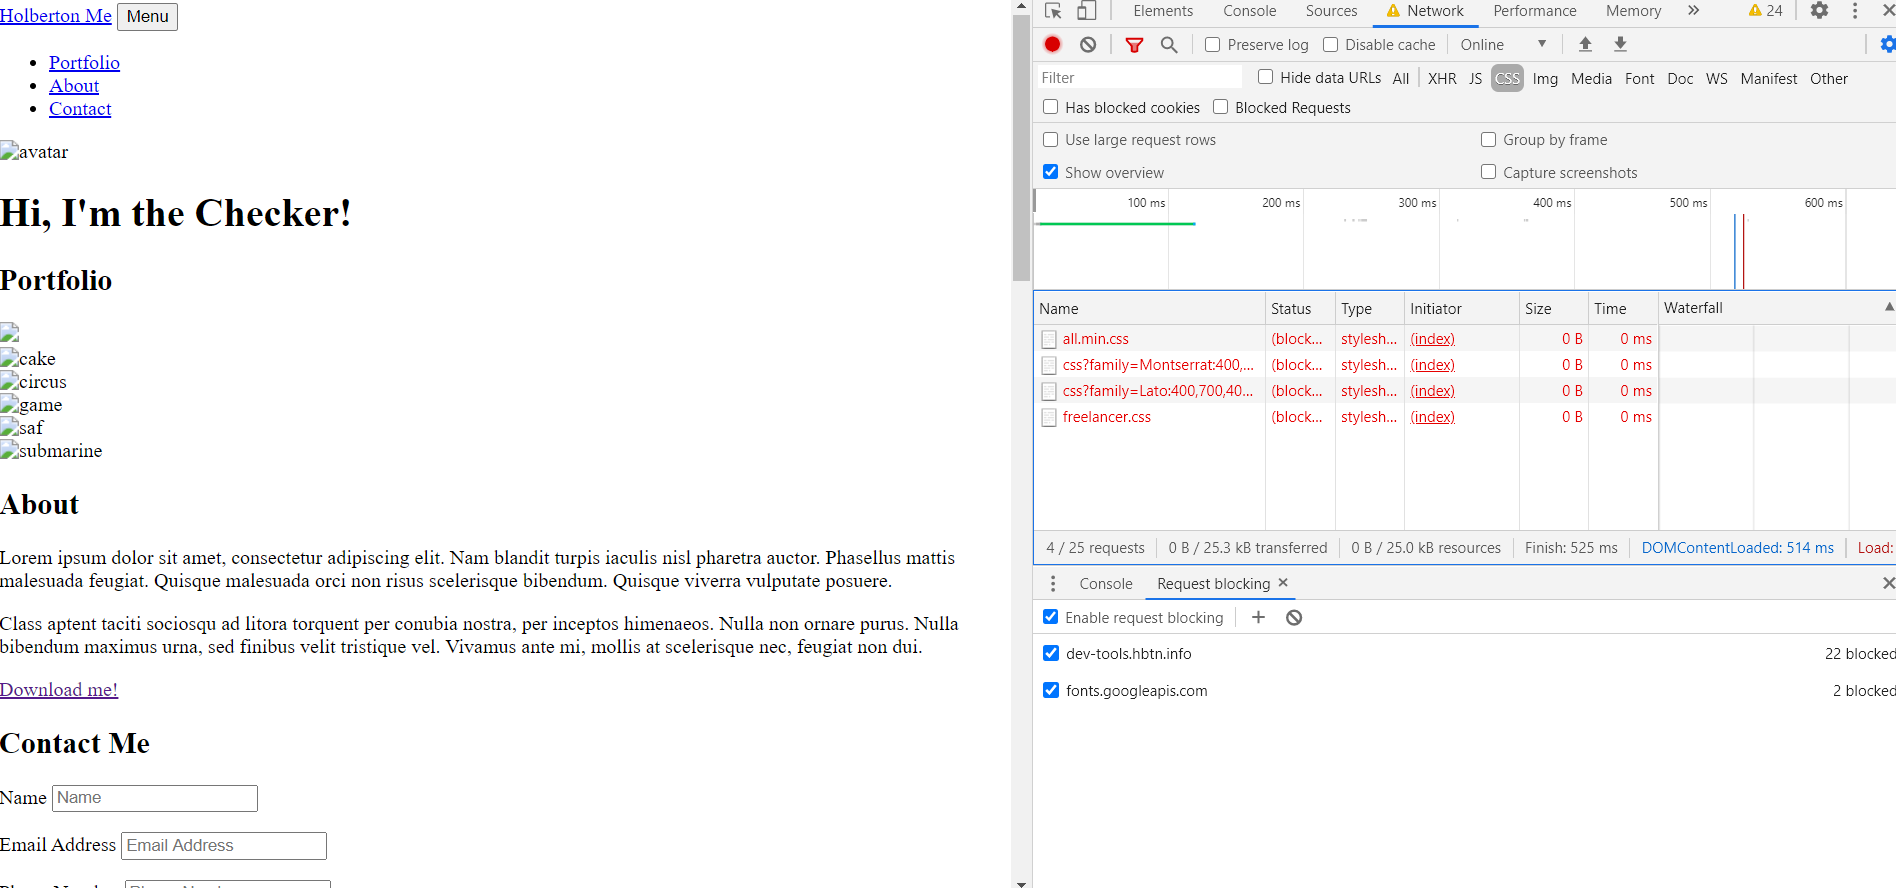 Holberton Me Menu
Portfolio
About
Contact
avatar
Hi, I'm the Checker!
Portfolio
cake
circus
game
saf
submarine
About
Lorem ipsum dolor sit amet, consectetur adipiscing elit. Nam blandit turpis iaculis nisl pharetra auctor. Phasellus mattis
malesuada feugiat. Quisque malesuada orci non risus scelerisque bibendum. Quisque viverra vulputate posuere.
Class aptent taciti sociosqu ad litora torquent per conubia nostra, per inceptos himenaeos. Nulla non ornare purus. Nulla
bibendum maximus urna, sed finibus velit tristique vel. Vivamus ante mi, mollis at scelerisque nec, feugiat non dui.
Download me!
Contact Me
Name Name
Email Address Email Address
Elements Console Sources Network Performance Memory 24
Preserve log Disable cache Online
Filter Hide data URLs All XHR JS CSS Img Media Font Doc WS Manifest Other
Has blocked cookies Blocked Requests
Use large request rows Group by frame
Show overview Capture screenshots
100 ms 200 ms 300 ms 400 ms 500 ms 600 ms
Name Status Type Initiator Size Time Waterfall
all.min.css (block... stylesh... (index) 0 B 0 ms
css?family=Montserrat:400,... (block... stylesh... (index) 0 B 0 ms
css?family=Lato:400,700,40... (block... stylesh... (index) 0 B 0 ms
freelancer.css (block... stylesh... (index) 0 B 0 ms
4 / 25 requests 0 B / 25.3 kB transferred 0 B / 25.0 kB resources Finish: 525 ms DOMContentLoaded: 514 ms Load:
Console Request blocking
Enable request blocking
dev-tools.hbtn.info 22 blocked
fonts.googleapis.com 2 blocked